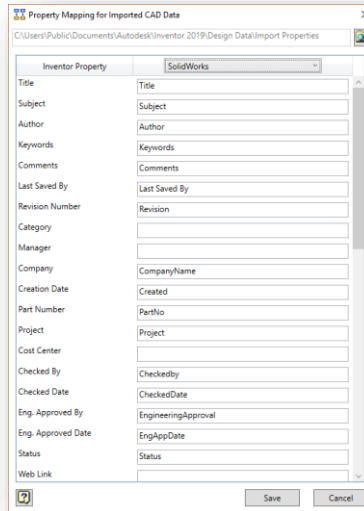 Property Mapping for Imported CAD Data
C:\Users\Public\Documents\Autodesk\Inventor 2019\Design Data\Import Properties
Inventor Property SolidWorks
Title Title
Subject Subject
Author Author
Keywords Keywords
Comments Comments
Last Saved By Last Saved By
Revision Number Revision
Category
Manager
Company CompanyName
Creation Date Created
Part Number PartNo
Project Project
Cost Center
Checked By Checkedby
Checked Date CheckedDate
Eng. Approved By EngineeringApproval
Eng. Approved Date EngAppDate
Status Status
Web Link
Save Cancel